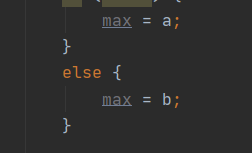 {
max = a;
}
else {
max = b;
}